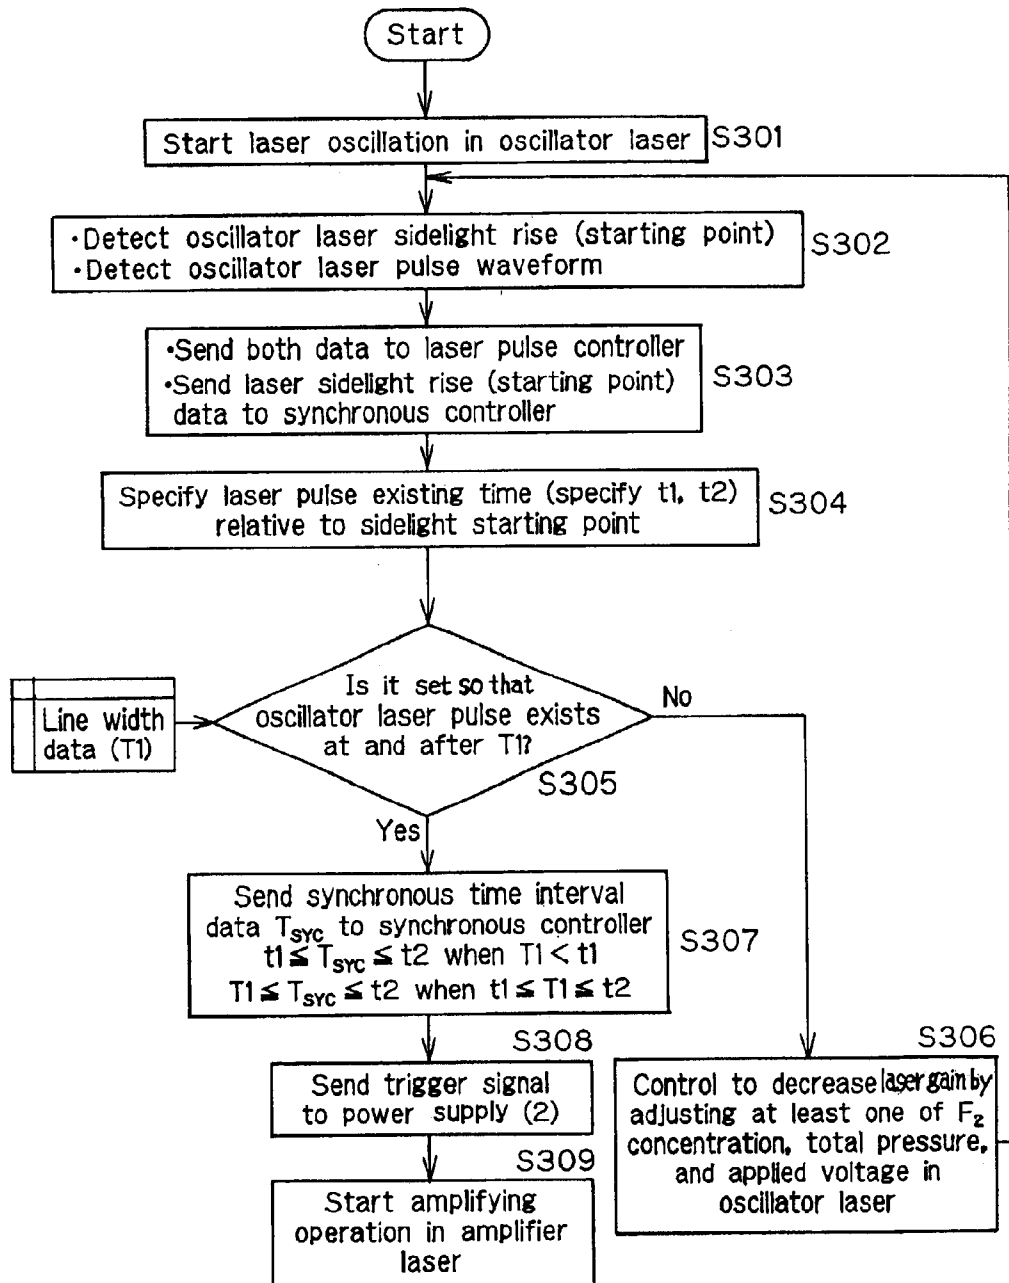 Start
Start laser oscillation in oscillator laser
S301
·Detect oscillator laser sidelight rise (starting point)
·Detect oscillator laser pulse waveform
S302
·Send both data to laser pulse controller
·Send laser sidelight rise (starting point)
data to synchronous controller
S303
Specify laser pulse existing time (specify t1, t2)
relative to sidelight starting point
S304
Line width
data (T1)
Is it set so that
oscillator laser pulse exists
at and after T1?
S305
No
Yes
Send synchronous time interval
data TSYC to synchronous controller
t1 ≦ TSYC ≦ t2 when T1 < t1
T1 ≦ TSYC ≦ t2 when t1 ≦ T1 ≦ t2
S307
S308
Send trigger signal
to power supply (2)
S309
Start amplifying
operation in amplifier
laser
S306
Control to decrease laser gain by
adjusting at least one of F2
concentration, total pressure,
and applied voltage in
oscillator laser